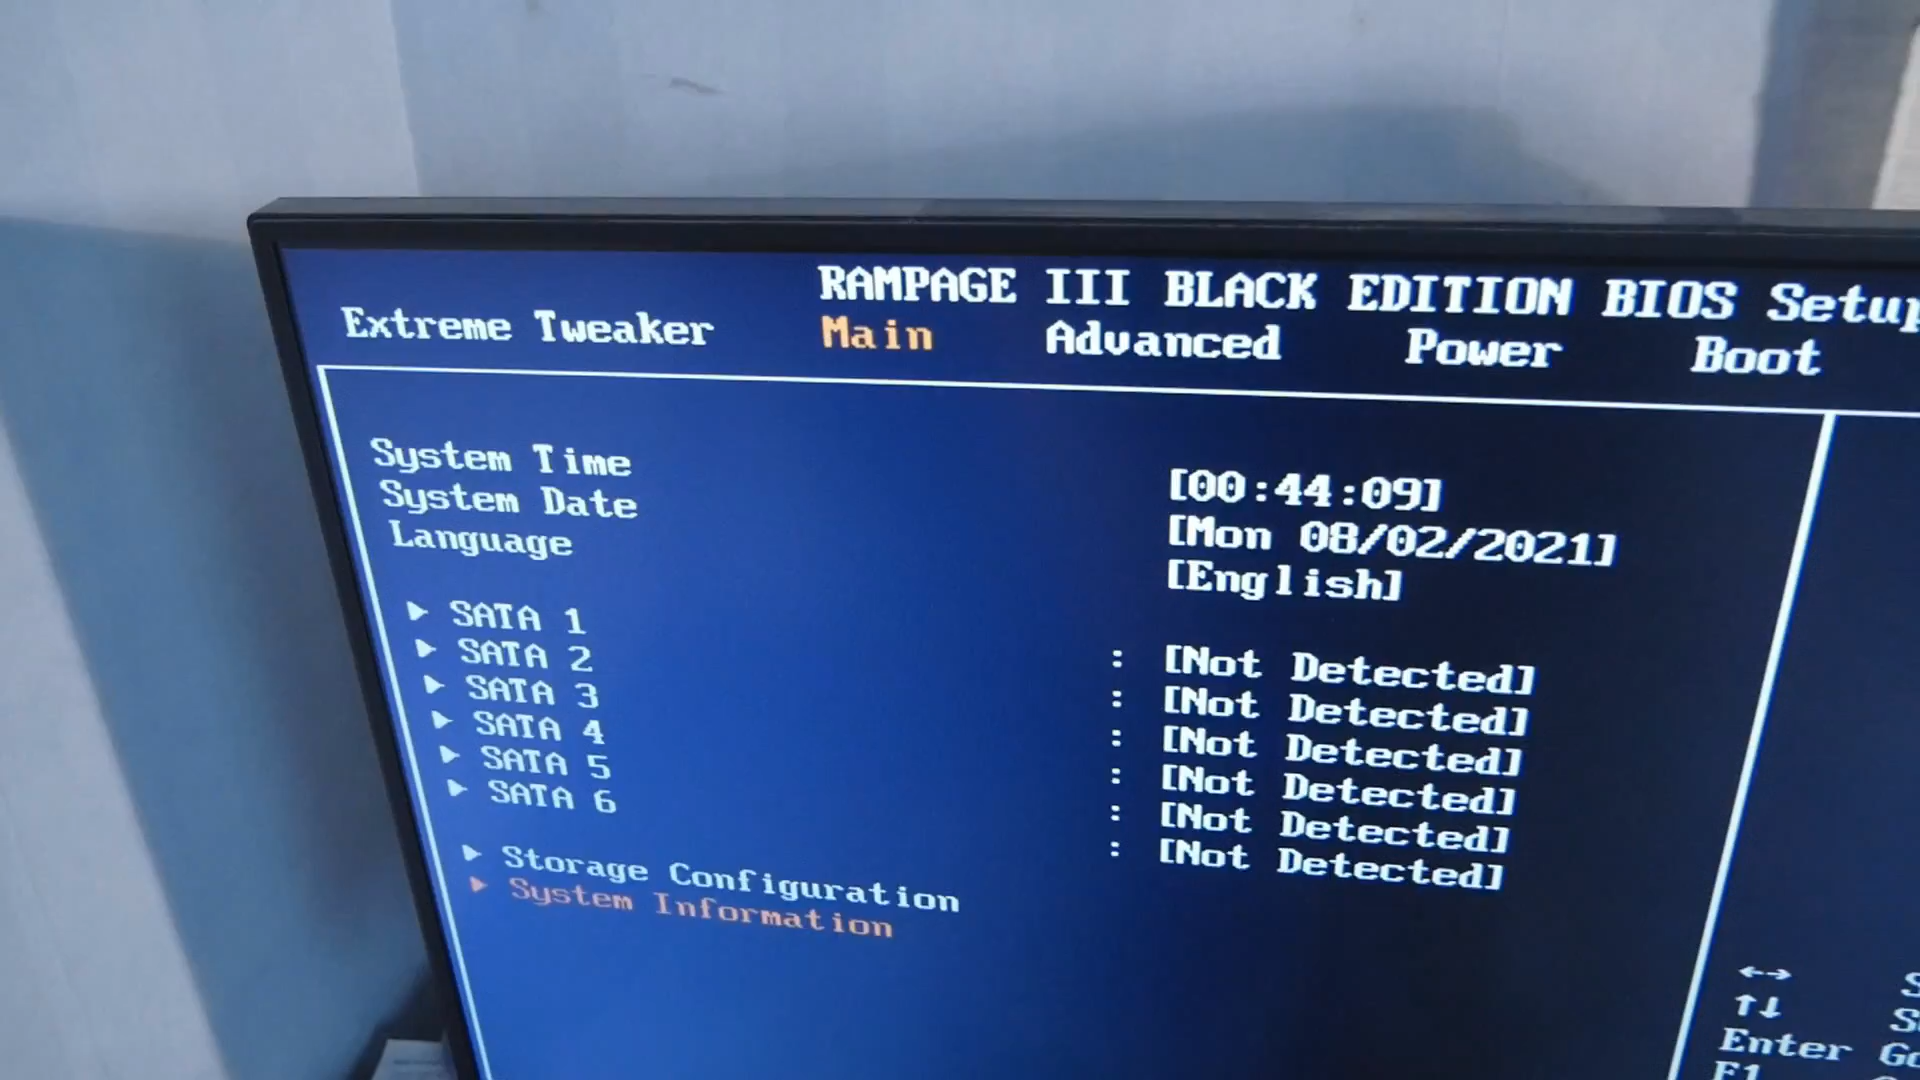 RAMPAGE III BLACK EDITION BIOS
Extreme Tweaker Main Advanced Power Boot
System Time [00:44:09]
System Date [Mon 08/02/2021]
Language [English]
▶ SATA 1 : [Not Detected]
▶ SATA 2 : [Not Detected]
▶ SATA 3 : [Not Detected]
▶ SATA 4 : [Not Detected]
▶ SATA 5 : [Not Detected]
▶ SATA 6 : [Not Detected]
▶ Storage Configuration
▶ System Information
←→
↑↓
Enter
F1